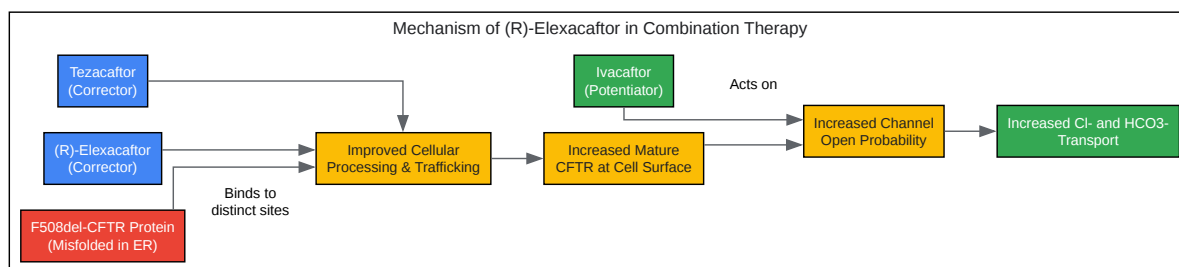 Mechanism of (R)-Elexacaftor in Combination Therapy
Tezacaftor
(Corrector)
Ivacaftor
(Potentiator)
Acts on
(R)-Elexacaftor
(Corrector)
Improved Cellular
Processing & Trafficking
Increased Mature
CFTR at Cell Surface
Increased Channel
Open Probability
Increased Cl- and HCO3-
Transport
Binds to
distinct sites
F508del-CFTR Protein
(Misfolded in ER)